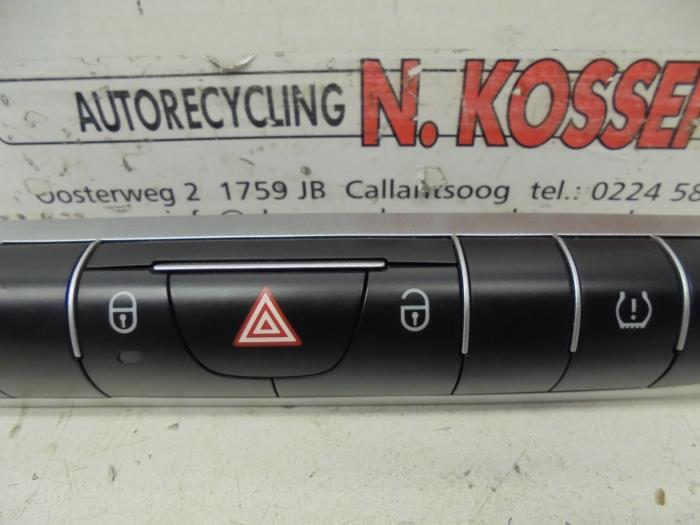 AUTORECYCLING N. KOSSE
Oosterweg 2 1759 JB Callantsoog tel.: 0224 58